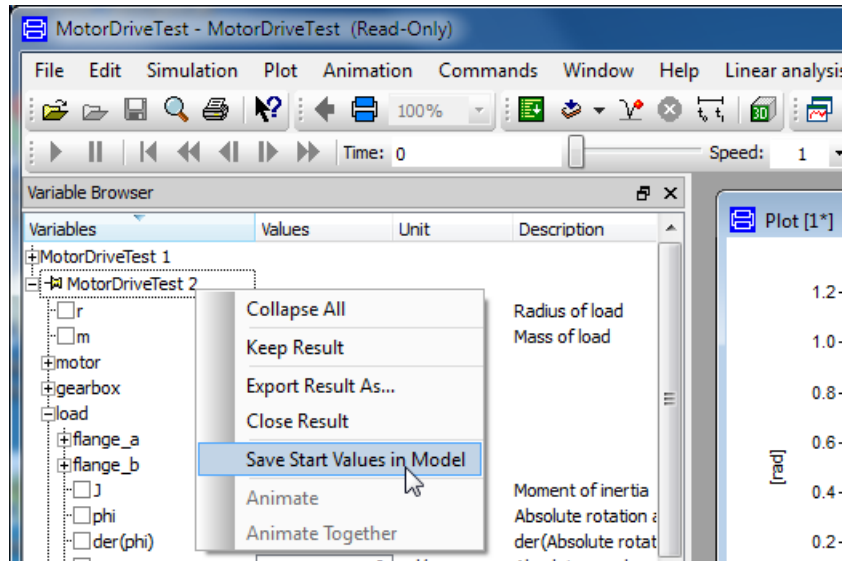 MotorDriveTest - MotorDriveTest (Read-Only)
File Edit Simulation Plot Animation Commands Window Help Linear analysis
100% 3D
Time: 0 Speed: 1
Variable Browser
Variables Values Unit Description
MotorDriveTest 1
MotorDriveTest 2
r Radius of load
m Mass of load
motor
gearbox
load
flange_a
flange_b
J Moment of inertia
phi Absolute rotation
der(phi) der(Absolute rotat
Collapse All
Keep Result
Export Result As...
Close Result
Save Start Values in Model
Animate
Animate Together
Plot [1*]
1.2
1.0
0.8
0.6
0.4
0.2
[rad]